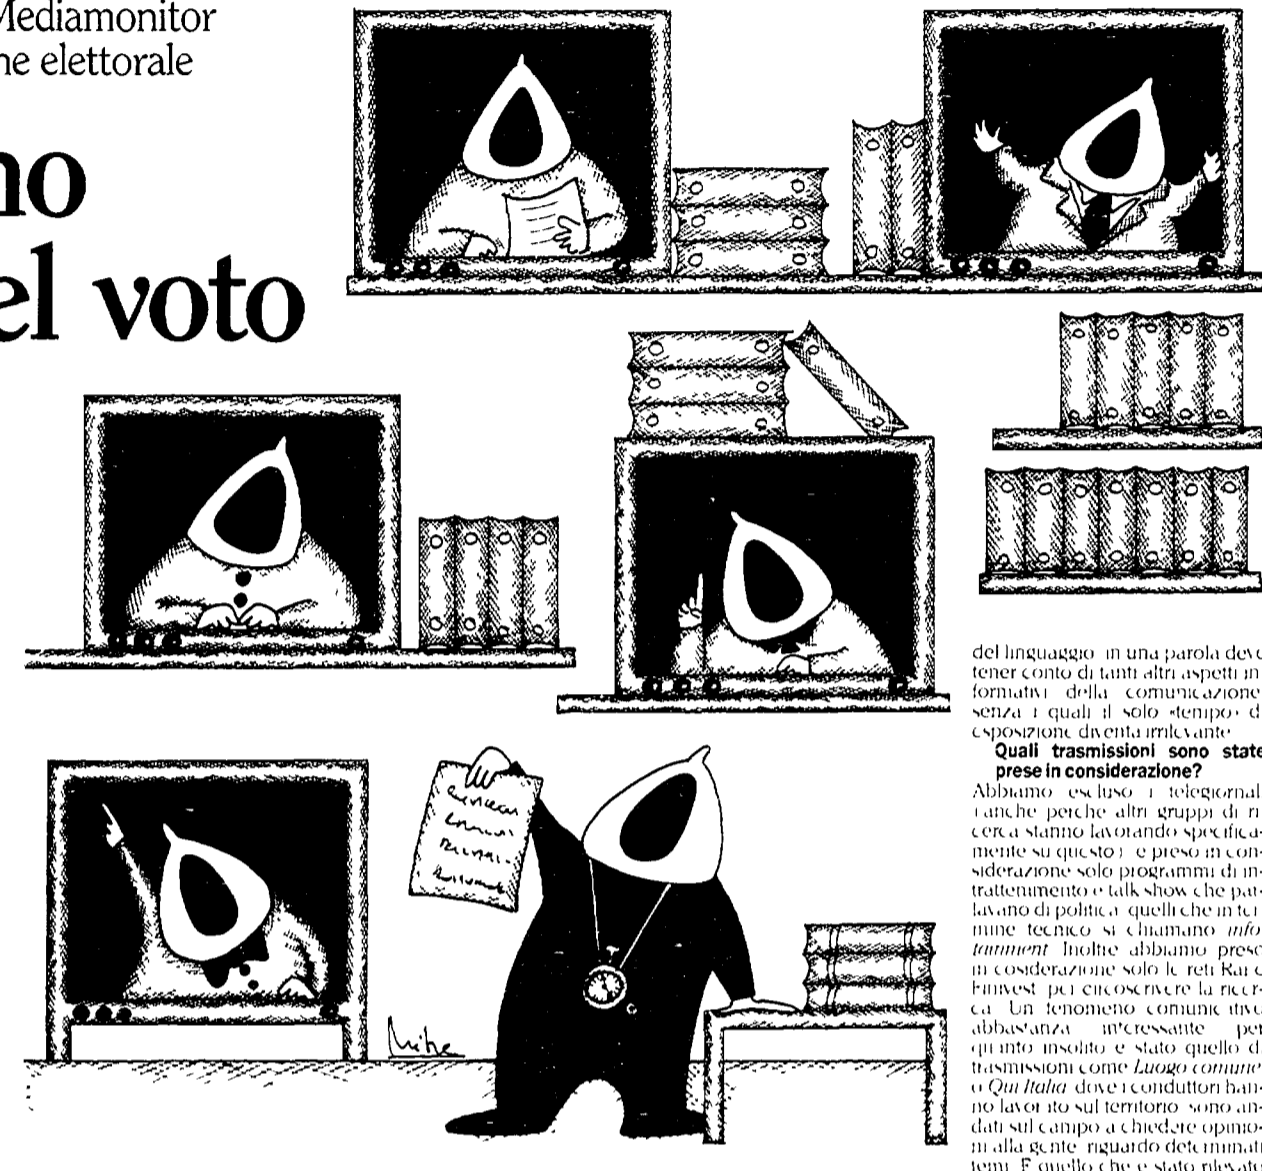 Mediamonitor
ne elettorale
no
el voto
del linguaggio in una parola deve
tener conto di tanti altri aspetti in
formativi della comunicazione
senza i quali il solo «tempo» d
esposizione diventa irrilevante
Quali trasmissioni sono state
prese in considerazione?
Abbiamo escluso i telegiornal
(anche perche altri gruppi di ri
cerca stanno lavorando specifica-
mente su questo) e preso in con-
siderazione solo programmi di in-
trattenimento e talk show che par-
lavano di politica quelli che in ter
mine tecnico si chiamano info
tainment Inoltre abbiamo prese
in cosiderazione solo le reti Rai e
Fininvest per circoscrivere la ricer-
ca Un fenomeno comunicativo
abbastanza interessante per
quanto insolito e stato quello d
trasmissioni come Luogo comune
o Qui Italia dove i conduttori han-
no lavorato sul territorio sono an-
dati sul campo a chiedere opinio-
ni alla gente riguardo determinati
temi E quello che e stato rilevato